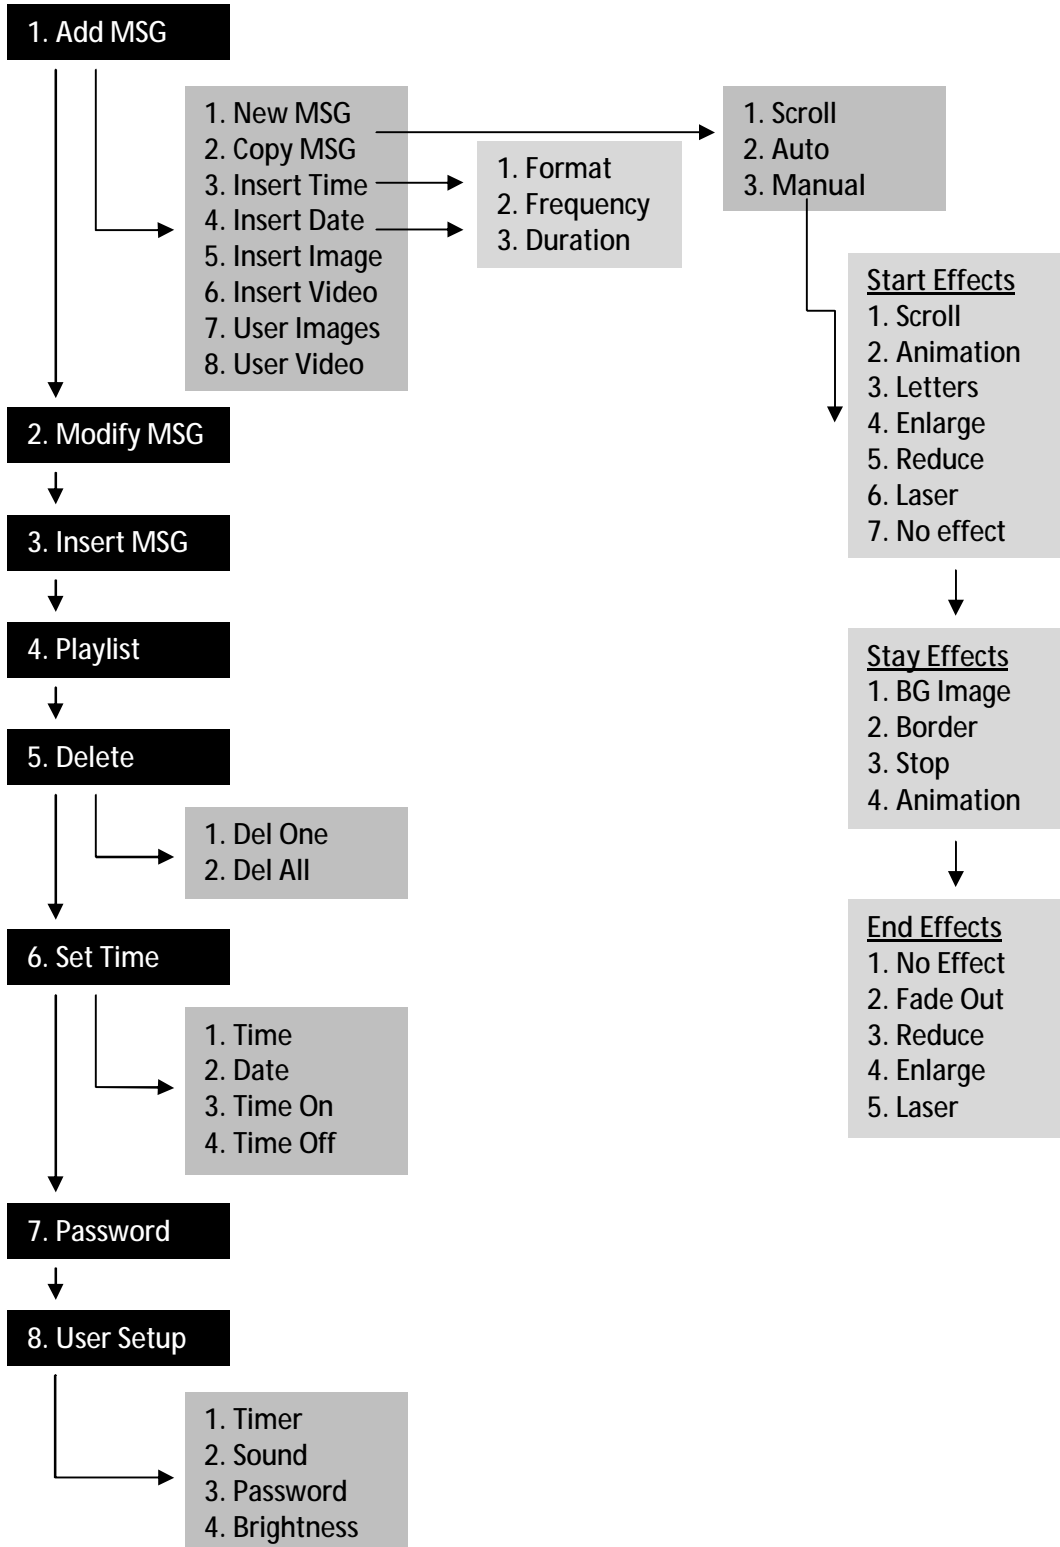 1. Add MSG
1. New MSG
2. Copy MSG
3. Insert Time
4. Insert Date
5. Insert Image
6. Insert Video
7. User Images
8. User Video
1. Format
2. Frequency
3. Duration
1. Scroll
2. Auto
3. Manual
Start Effects
1. Scroll
2. Animation
3. Letters
4. Enlarge
5. Reduce
6. Laser
7. No effect
Stay Effects
1. BG Image
2. Border
3. Stop
4. Animation
End Effects
1. No Effect
2. Fade Out
3. Reduce
4. Enlarge
5. Laser
2. Modify MSG
3. Insert MSG
4. Playlist
5. Delete
1. Del One
2. Del All
6. Set Time
1. Time
2. Date
3. Time On
4. Time Off
7. Password
8. User Setup
1. Timer
2. Sound
3. Password
4. Brightness